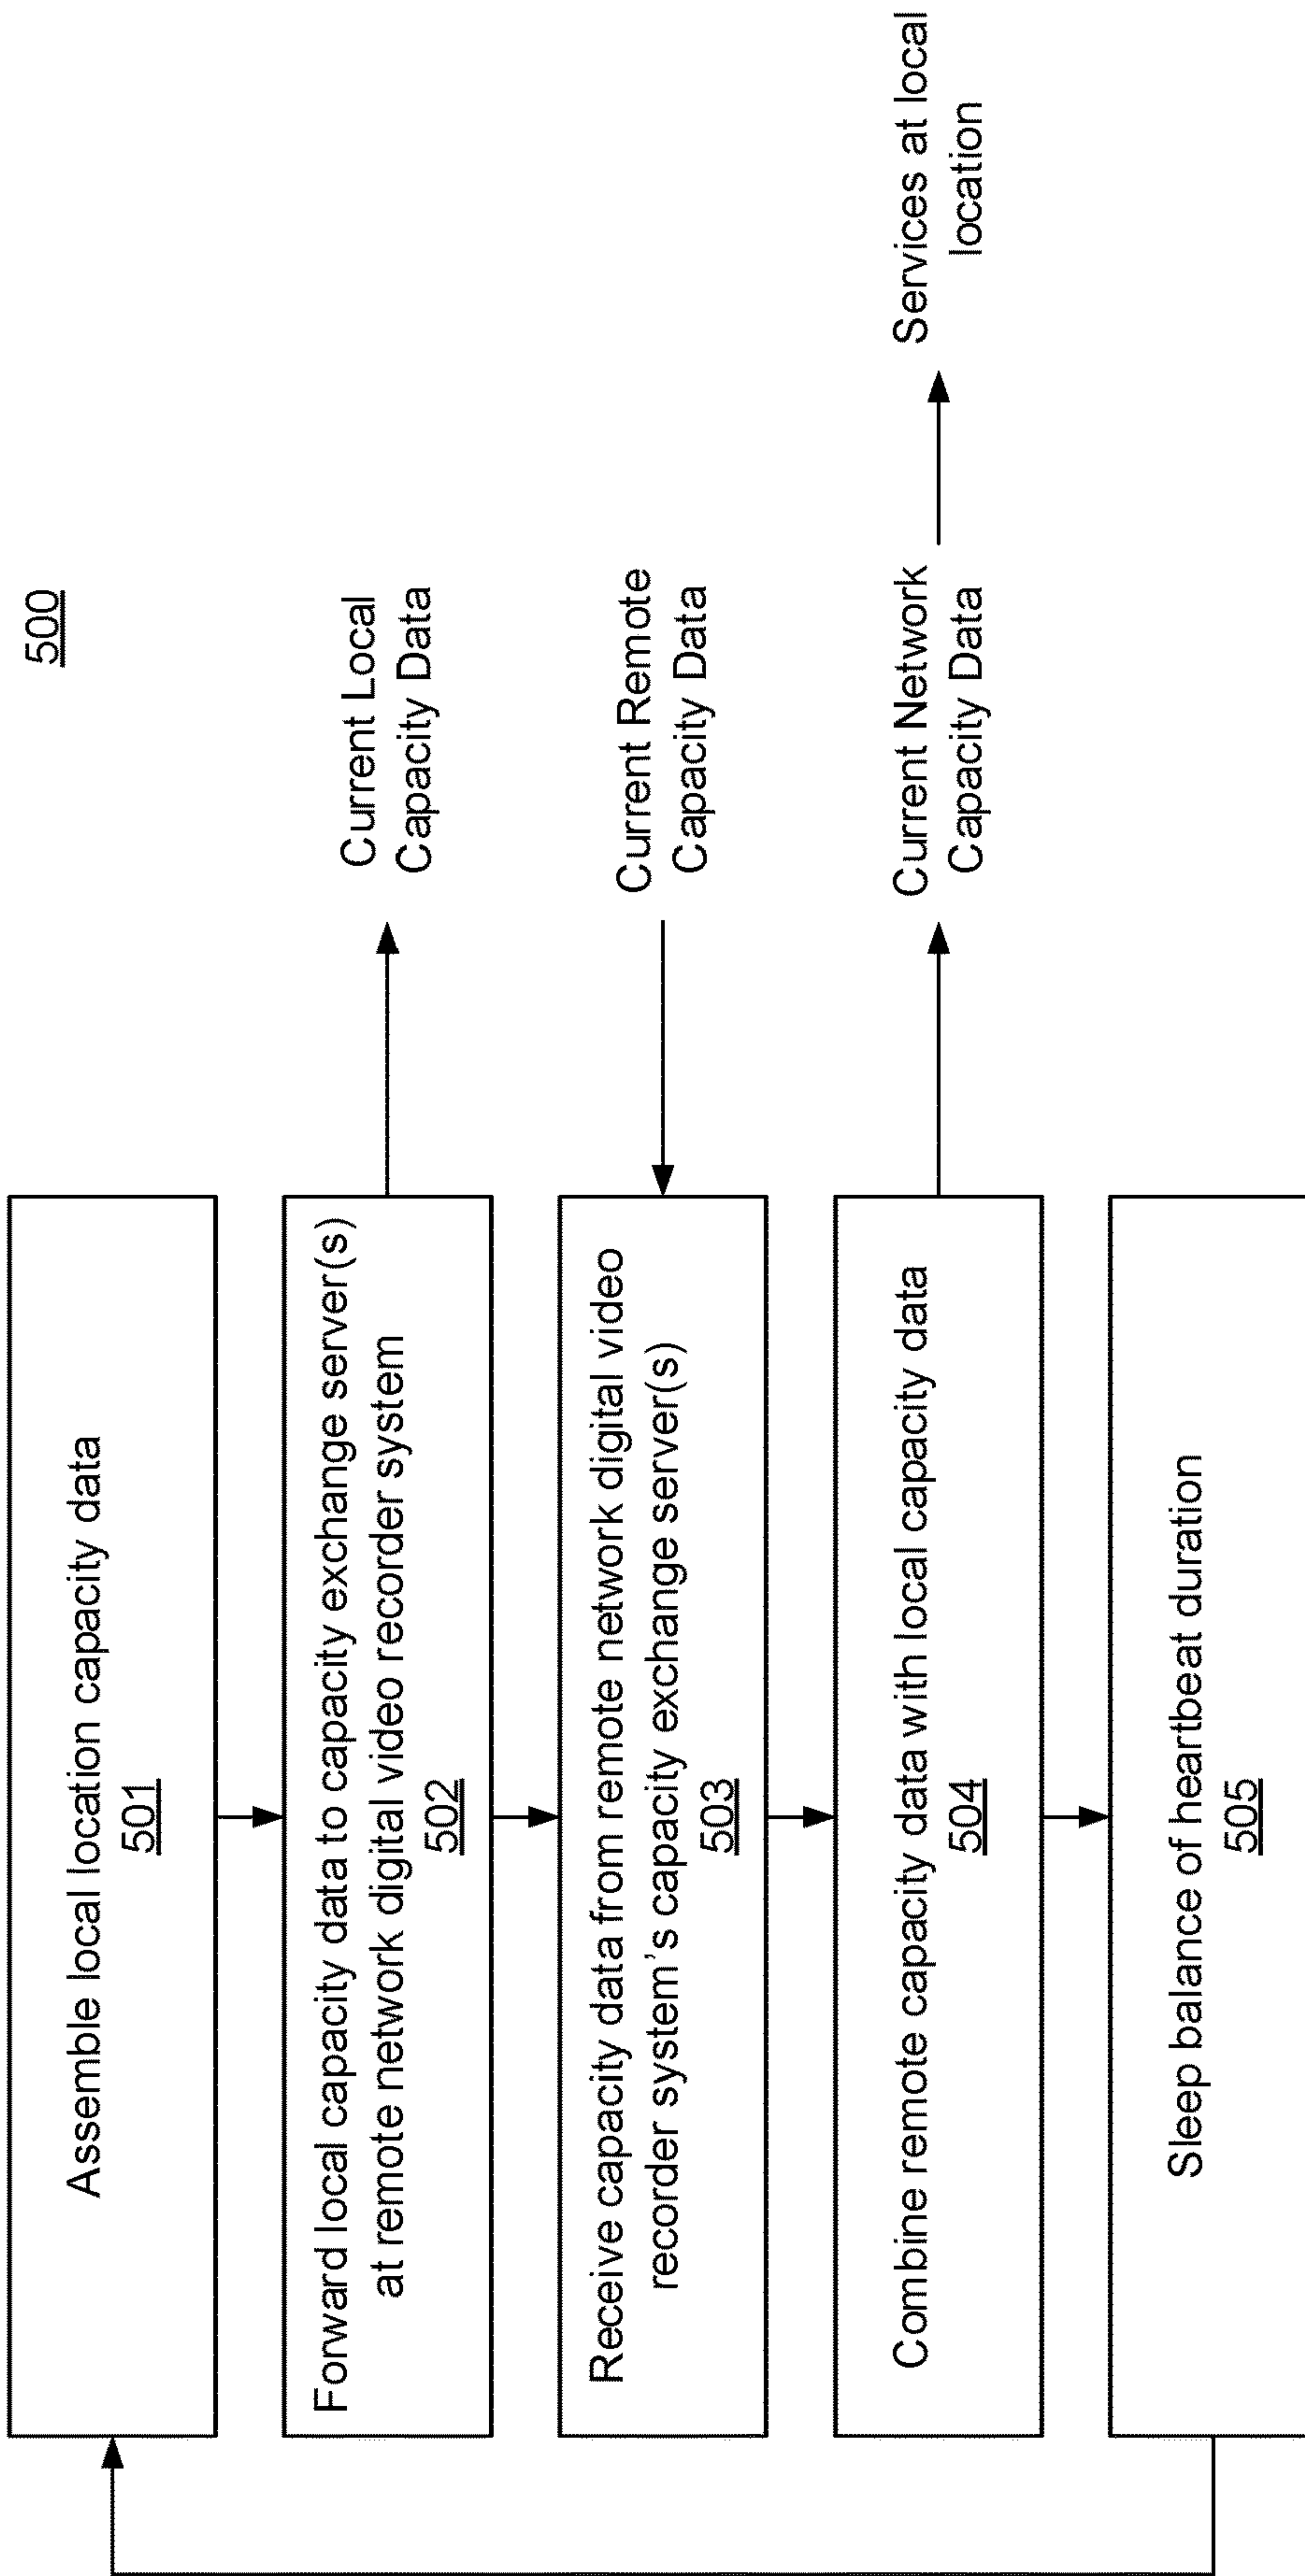 500
Assemble local location capacity data
501
Forward local capacity data to capacity exchange server(s)
at remote network digital video recorder system
502
Current Local
Capacity Data
Receive capacity data from remote network digital video
recorder system's capacity exchange server(s)
503
Current Remote
Capacity Data
Combine remote capacity data with local capacity data
504
Current Network
Capacity Data
Services at local
location
Sleep balance of heartbeat duration
505